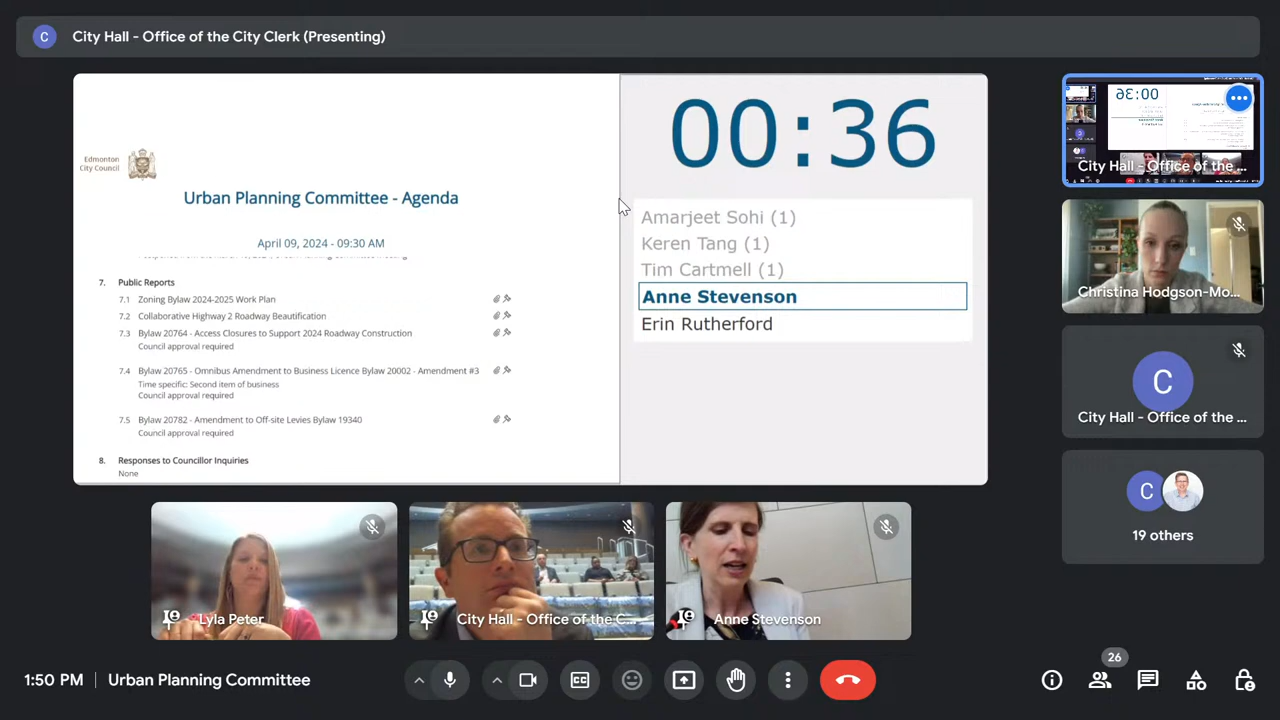 C City Hall - Office of the City Clerk (Presenting)
Edmonton
City Council
Urban Planning Committee - Agenda
April 09, 2024 - 09:30 AM
7. Public Reports
7.1 Zoning Bylaw 2024-2025 Work Plan
7.2 Collaborative Highway 2 Roadway Beautification
7.3 Bylaw 20764 - Access Closures to Support 2024 Roadway Construction
Council approval required
7.4 Bylaw 20765 - Omnibus Amendment to Business Licence Bylaw 20002 - Amendment #3
Time specific: Second item of business
Council approval required
7.5 Bylaw 20782 - Amendment to Off-site Levies Bylaw 19340
Council approval required
8. Responses to Councillor Inquiries
None
00:36
Amarjeet Sohi (1)
Keren Tang (1)
Tim Cartmell (1)
Anne Stevenson
Erin Rutherford
City Hall - Office of the ...
Christina Hodgson-Mo...
C
City Hall - Office of the ...
C
19 others
Lyla Peter
City Hall - Office of the C...
Anne Stevenson
1:50 PM | Urban Planning Committee
26